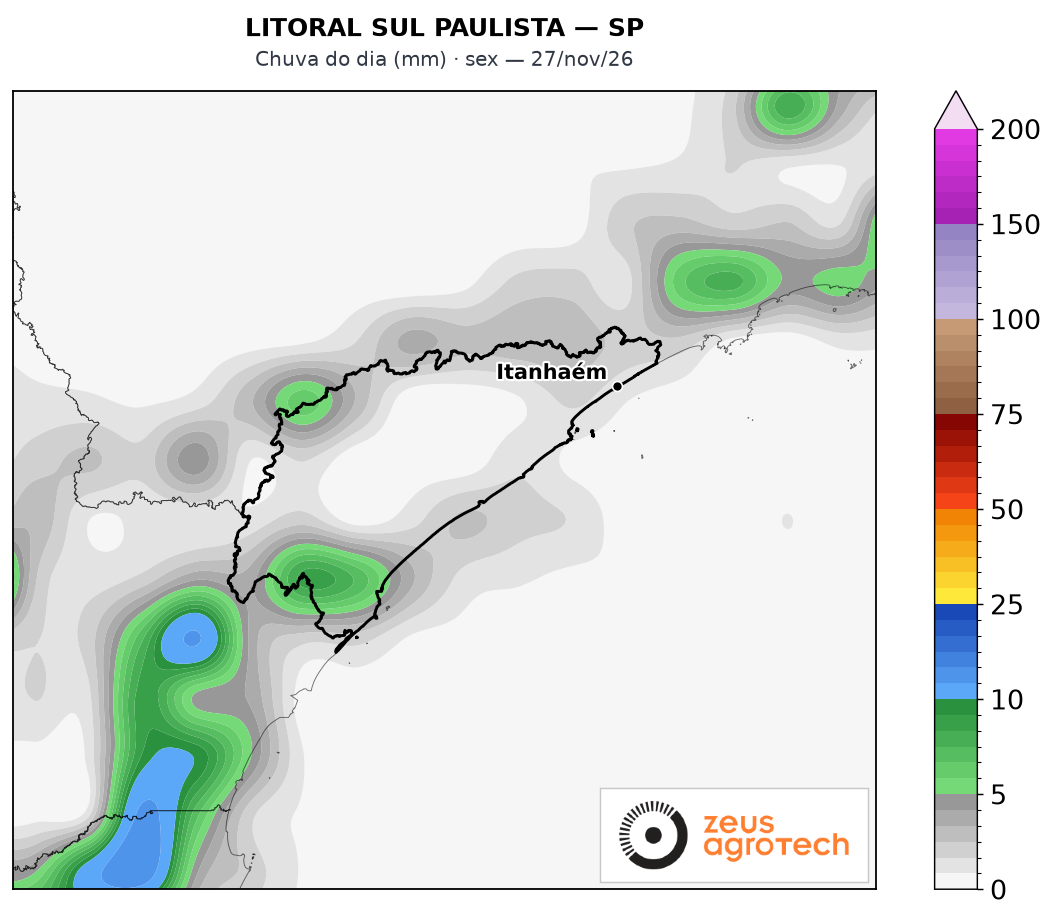 LITORAL SUL PAULISTA — SP
Chuva do dia (mm) · sex — 27/nov/26
200
150
100
75
50
25
10
5
0
Itanhaém
zeus
agrotech